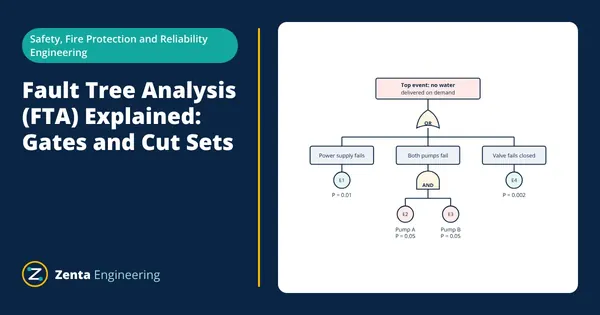 Safety, Fire Protection and Reliability
Engineering
Fault Tree Analysis
(FTA) Explained:
Gates and Cut Sets
Zenta Engineering
Top event: no water
delivered on demand
OR
Power supply fails
Both pumps fail
Valve fails closed
E1
AND
E4
P = 0.01
P = 0.002
E2
E3
Pump A
P = 0.05
Pump B
P = 0.05